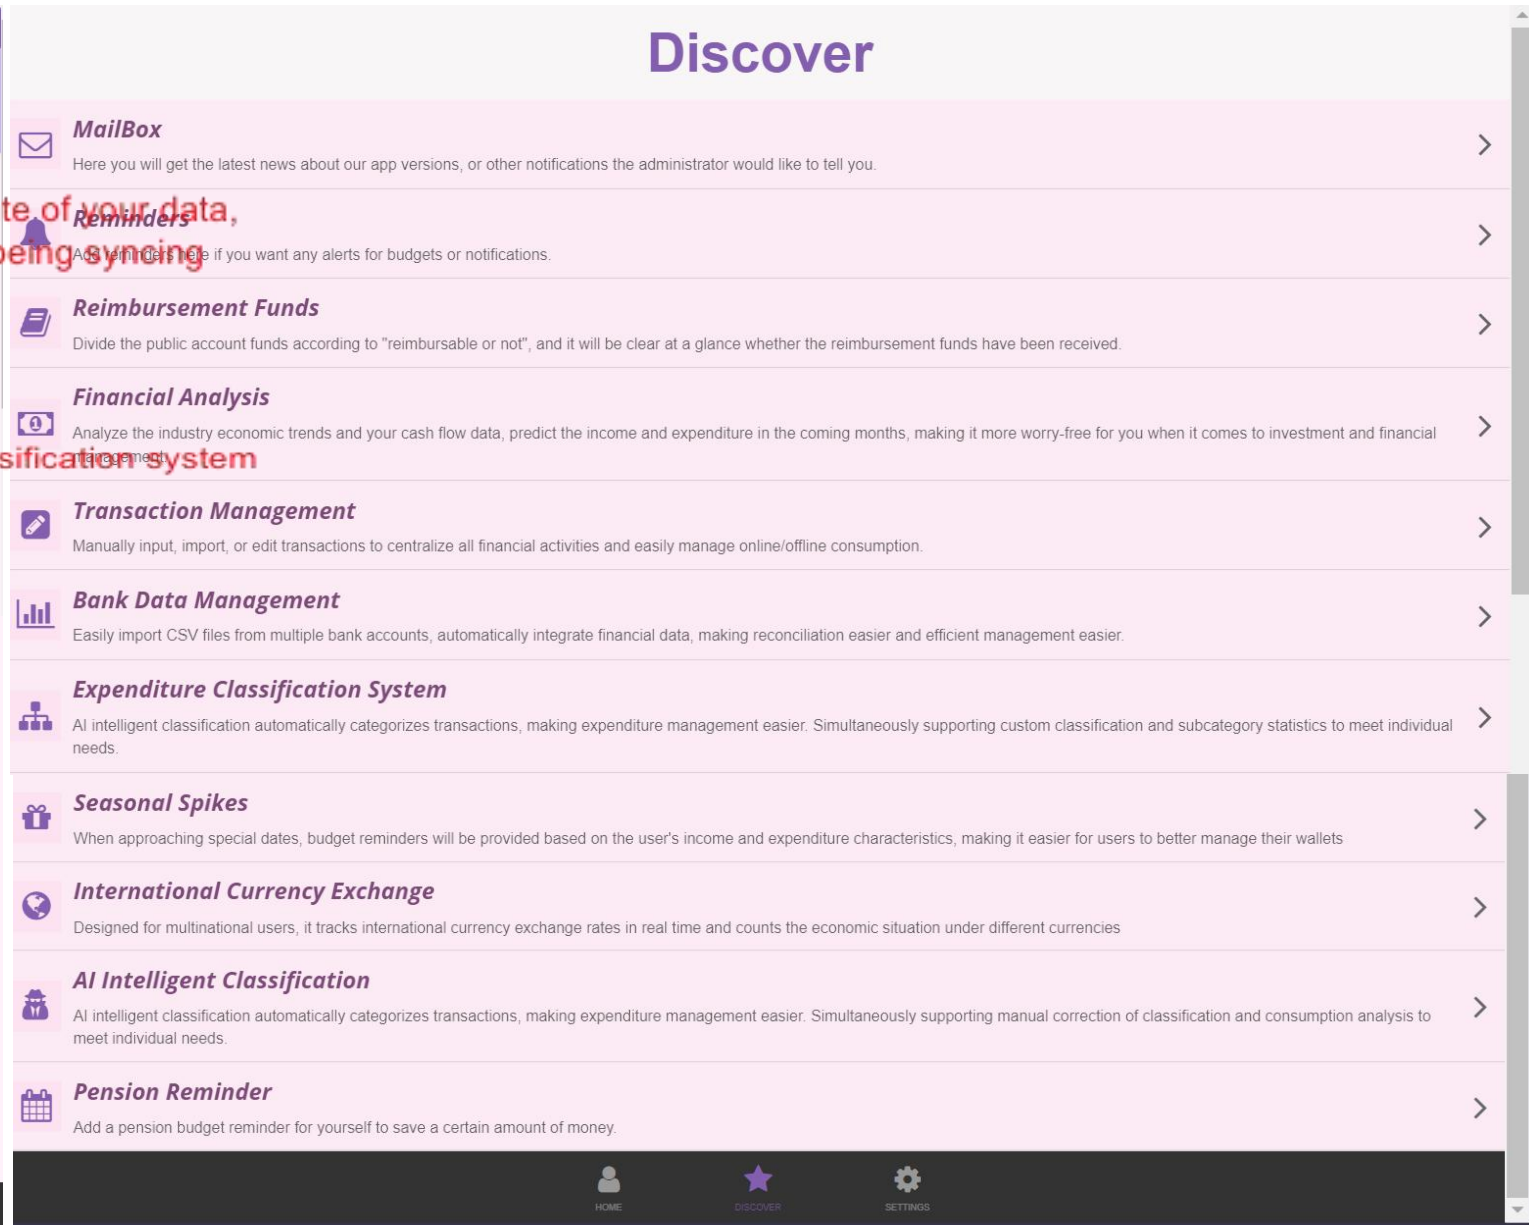 Discover
MailBox
Here you will get the latest news about our app versions, or other notifications the administrator would like to tell you.
te of your data,
Reminders
being syncing
Add reminders here if you want any alerts for budgets or notifications.
Reimbursement Funds
Divide the public account funds according to "reimbursable or not", and it will be clear at a glance whether the reimbursement funds have been received.
Financial Analysis
Analyze the industry economic trends and your cash flow data, predict the income and expenditure in the coming months, making it more worry-free for you when it comes to investment and financial
management.
sification system
Transaction Management
Manually input, import, or edit transactions to centralize all financial activities and easily manage online/offline consumption.
Bank Data Management
Easily import CSV files from multiple bank accounts, automatically integrate financial data, making reconciliation easier and efficient management easier.
Expenditure Classification System
AI intelligent classification automatically categorizes transactions, making expenditure management easier. Simultaneously supporting custom classification and subcategory statistics to meet individual
needs.
Seasonal Spikes
When approaching special dates, budget reminders will be provided based on the user's income and expenditure characteristics, making it easier for users to better manage their wallets
International Currency Exchange
Designed for multinational users, it tracks international currency exchange rates in real time and counts the economic situation under different currencies
AI Intelligent Classification
AI intelligent classification automatically categorizes transactions, making expenditure management easier. Simultaneously supporting manual correction of classification and consumption analysis to
meet individual needs.
Pension Reminder
Add a pension budget reminder for yourself to save a certain amount of money.
HOME
DISCOVER
SETTINGS